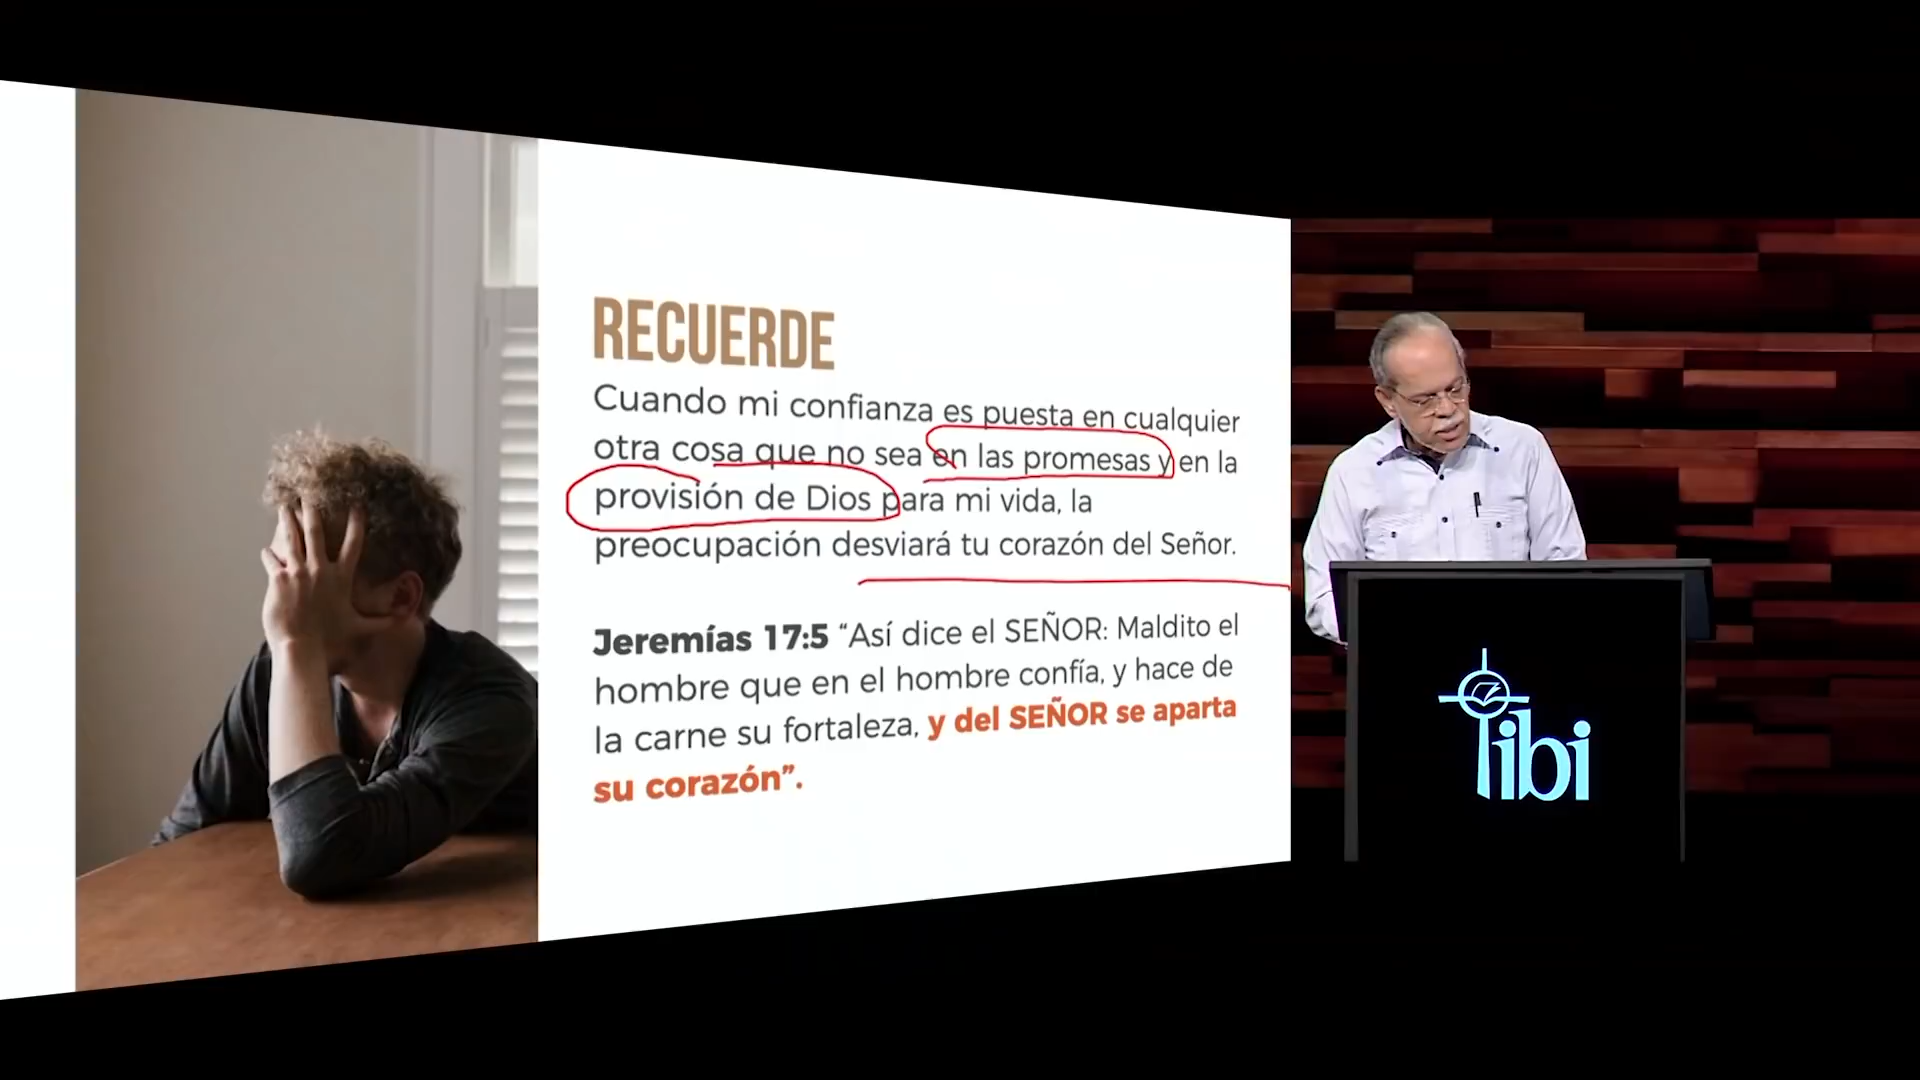 RECUERDE
Cuando mi confianza es puesta en cualquier
otra cosa que no sea en las promesas y en la
provisión de Dios para mi vida, la
preocupación desviará tu corazón del Señor.
Jeremías 17:5 “Así dice el SEÑOR: Maldito el
hombre que en el hombre confía, y hace de
la carne su fortaleza, y del SEÑOR se aparta
su corazón”.
ibi